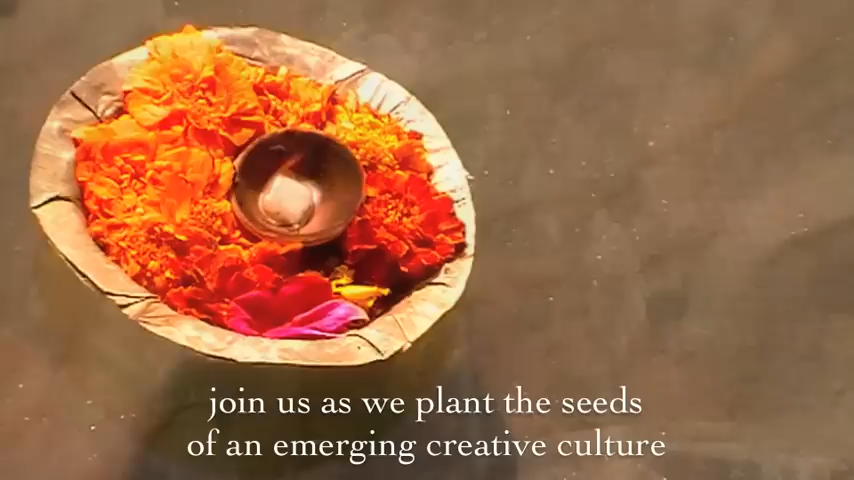 join us as we plant the seeds
of an emerging creative culture